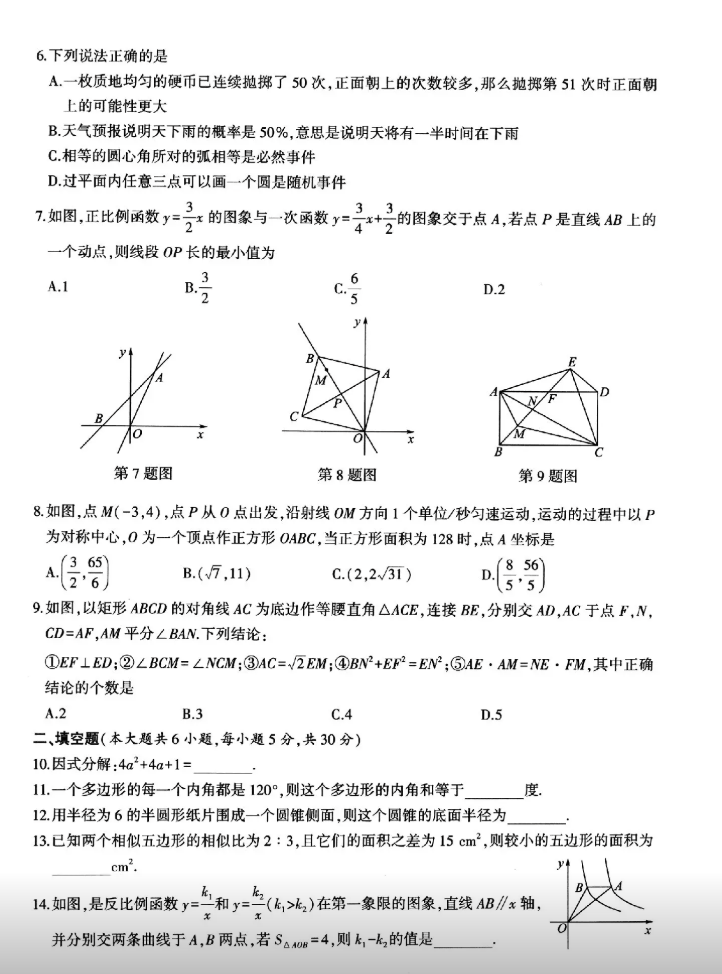 6.下列说法正确的是
A.一枚质地均匀的硬币已连续抛掷了50次,正面朝上的次数较多,那么抛掷第51次时正面朝
上的可能性更大
B.天气预报说明天下雨的概率是50%,意思是说明天将有一半时间在下雨
C.相等的圆心角所对的弧相等是必然事件
D.过平面内任意三点可以画一个圆是随机事件
7.如图,正比例函数y=3/2x的图象与一次函数y=3/4x+3/2的图象交于点A,若点P是直线AB上的
一个动点,则线段OP长的最小值为
A.1 B.3/2 C.6/5 D.2
y A B O x
y B A M P C O x
E A D N F M B C
第7题图 第8题图 第9题图
8.如图,点M(-3,4),点P从O点出发,沿射线OM方向1个单位/秒匀速运动,运动的过程中以P
为对称中心,O为一个顶点作正方形OABC,当正方形面积为128时,点A坐标是
A.(3/2,65/6) B.(√7,11) C.(2,2√31) D.(8/5,56/5)
9.如图,以矩形ABCD的对角线AC为底边作等腰直角△ACE,连接BE,分别交AD,AC于点F,N,
CD=AF,AM平分∠BAN.下列结论:
①EF⊥ED;②∠BCM=∠NCM;③AC=√2EM;④BN²+EF²=EN²;⑤AE·AM=NE·FM,其中正确
结论的个数是
A.2 B.3 C.4 D.5
二、填空题(本大题共6小题,每小题5分,共30分)
10.因式分解:4a²+4a+1=________.
11.一个多边形的每一个内角都是120°,则这个多边形的内角和等于________度.
12.用半径为6的半圆形纸片围成一个圆锥侧面,则这个圆锥的底面半径为________.
13.已知两个相似五边形的相似比为2:3,且它们的面积之差为15 cm²,则较小的五边形的面积为
________cm².
y B A O x
14.如图,是反比例函数y=k₁/x和y=k₂/x(k₁>k₂)在第一象限的图象,直线AB∥x轴,
并分别交两条曲线于A,B两点,若S△AOB=4,则k₁-k₂的值是________.